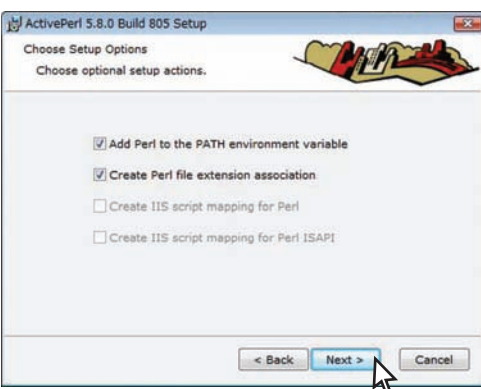 ActivePerl 5.8.0 Build 805 Setup
Choose Setup Options
Choose optional setup actions.
Add Perl to the PATH environment variable
Create Perl file extension association
Create IIS script mapping for Perl
Create IIS script mapping for Perl ISAPI
< Back Next > Cancel